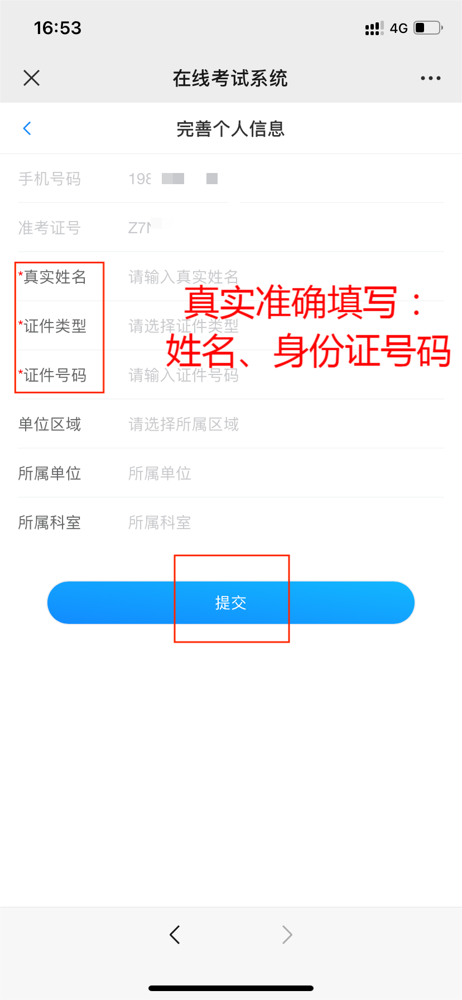 16:53 4G
在线考试系统
完善个人信息
手机号码 198
准考证号 Z7
*真实姓名 请输入真实姓名
真实准确填写：
*证件类型 请选择证件类型
姓名、身份证号码
*证件号码 请输入证件号码
单位区域 请选择所属区域
所属单位 所属单位
所属科室 所属科室
提交